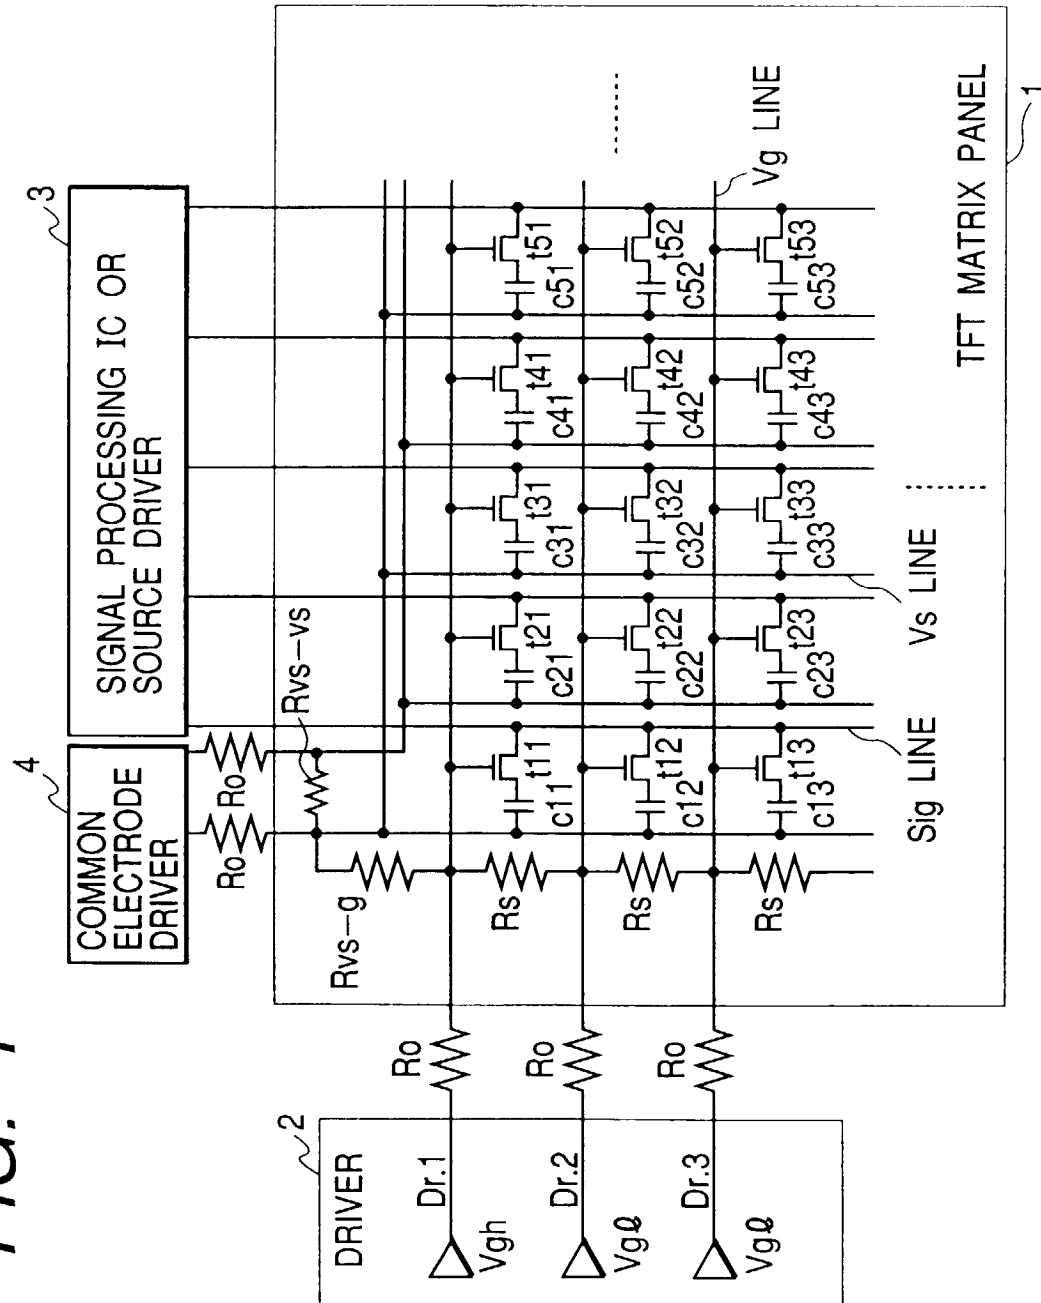 FIG. 1
4
COMMON
ELECTRODE
DRIVER
3
SIGNAL PROCESSING IC OR
SOURCE DRIVER
Ro
Ro
Rvs-vs
Rvs-g
2
DRIVER
Dr.1
Vgh
Ro
t11
c11
t21
c21
t31
c31
t41
c41
t51
c51
Rs
Dr.2
Vgℓ
Ro
t12
c12
t22
c22
t32
c32
t42
c42
t52
c52
Rs
Dr.3
Vgℓ
Ro
t13
c13
t23
c23
t33
c33
t43
c43
t53
c53
Rs
Vg LINE
Sig LINE
Vs LINE
TFT MATRIX PANEL
1